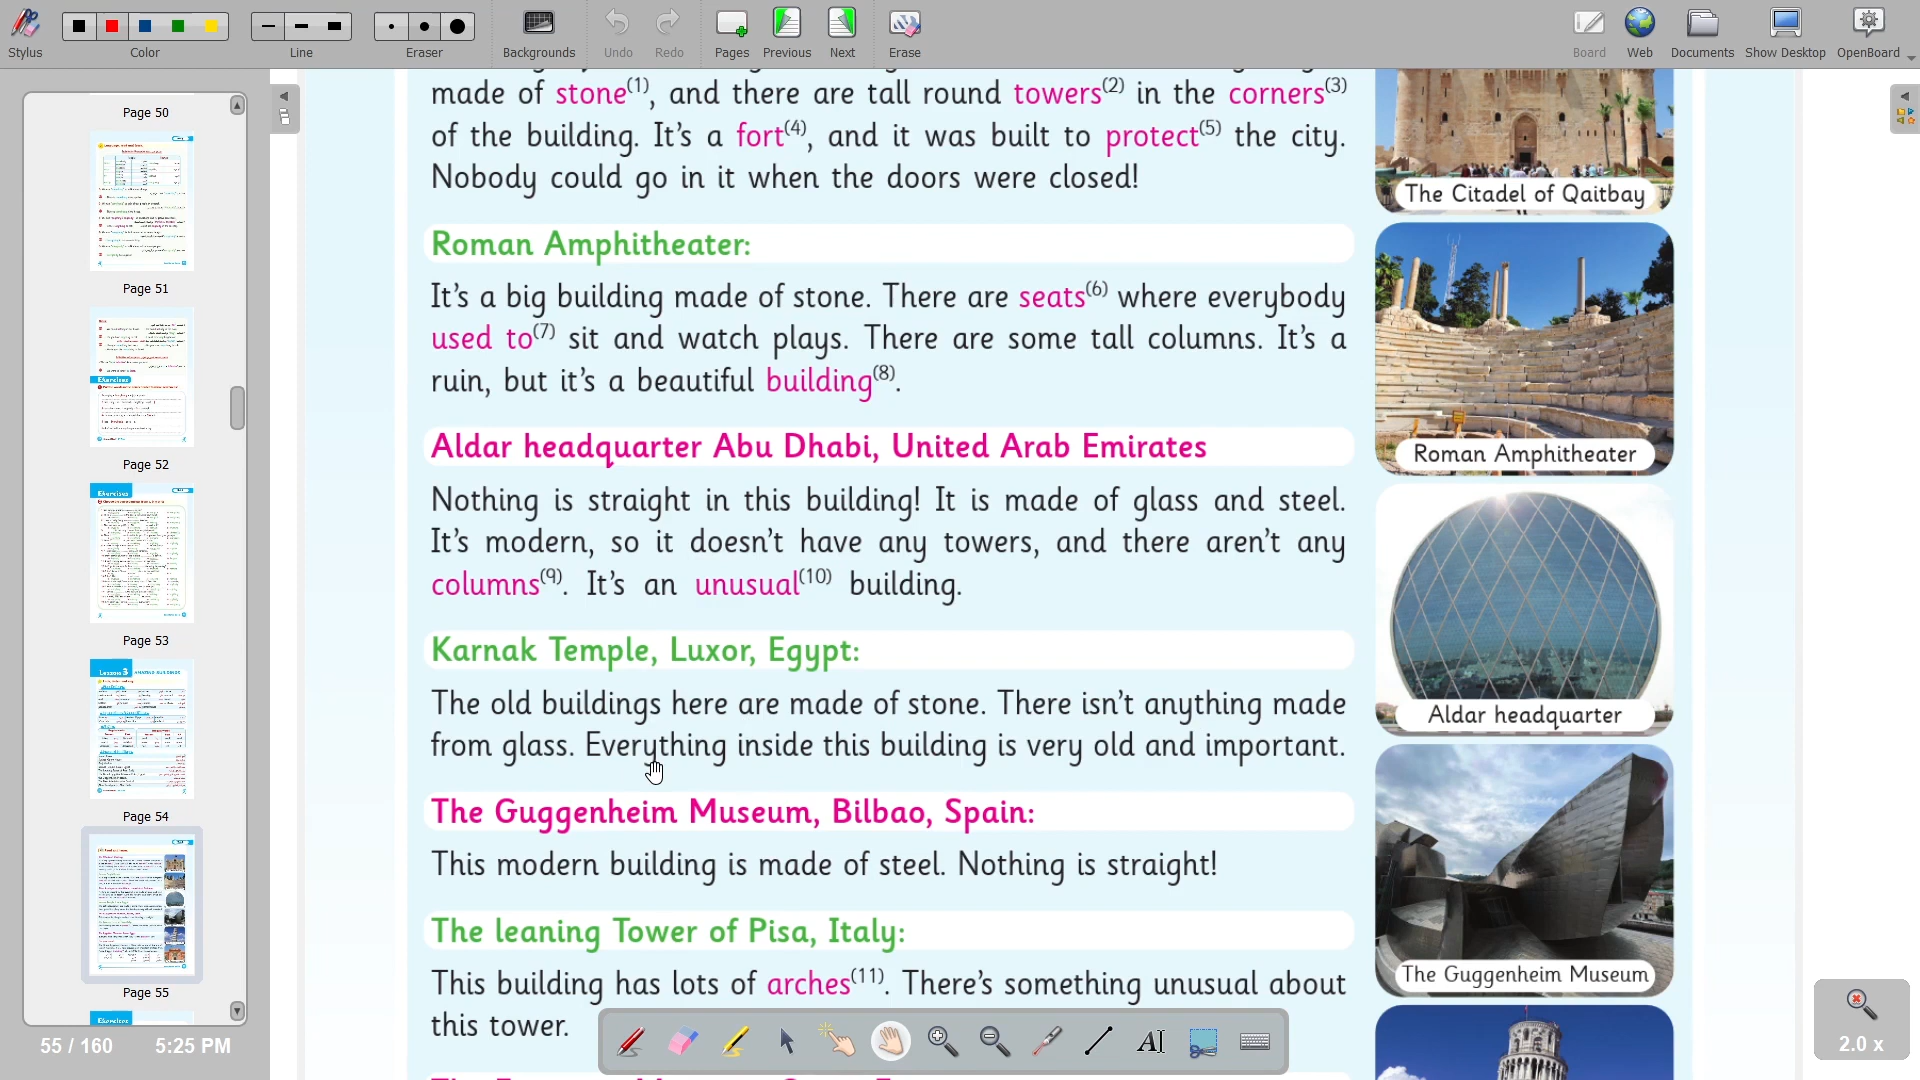 Stylus
Color
Line
Eraser
Backgrounds
Undo
Redo
Pages
Previous
Next
Erase
Board
Web
Documents
Show Desktop
OpenBoard
Page 50
Page 51
Page 52
Exercises
Page 53
Lesson 3 AMAZING BUILDINGS
Page 54
Page 55
55 / 160 5:25 PM
made of stone(1), and there are tall round towers(2) in the corners(3)
of the building. It's a fort(4), and it was built to protect(5) the city.
Nobody could go in it when the doors were closed!
Roman Amphitheater:
It's a big building made of stone. There are seats(6) where everybody
used to(7) sit and watch plays. There are some tall columns. It's a
ruin, but it's a beautiful building(8).
Aldar headquarter Abu Dhabi, United Arab Emirates
Nothing is straight in this building! It is made of glass and steel.
It's modern, so it doesn't have any towers, and there aren't any
columns(9). It's an unusual(10) building.
Karnak Temple, Luxor, Egypt:
The old buildings here are made of stone. There isn't anything made
from glass. Everything inside this building is very old and important.
The Guggenheim Museum, Bilbao, Spain:
This modern building is made of steel. Nothing is straight!
The leaning Tower of Pisa, Italy:
This building has lots of arches(11). There's something unusual about
this tower.
The Citadel of Qaitbay
Roman Amphitheater
Aldar headquarter
The Guggenheim Museum
2.0 x